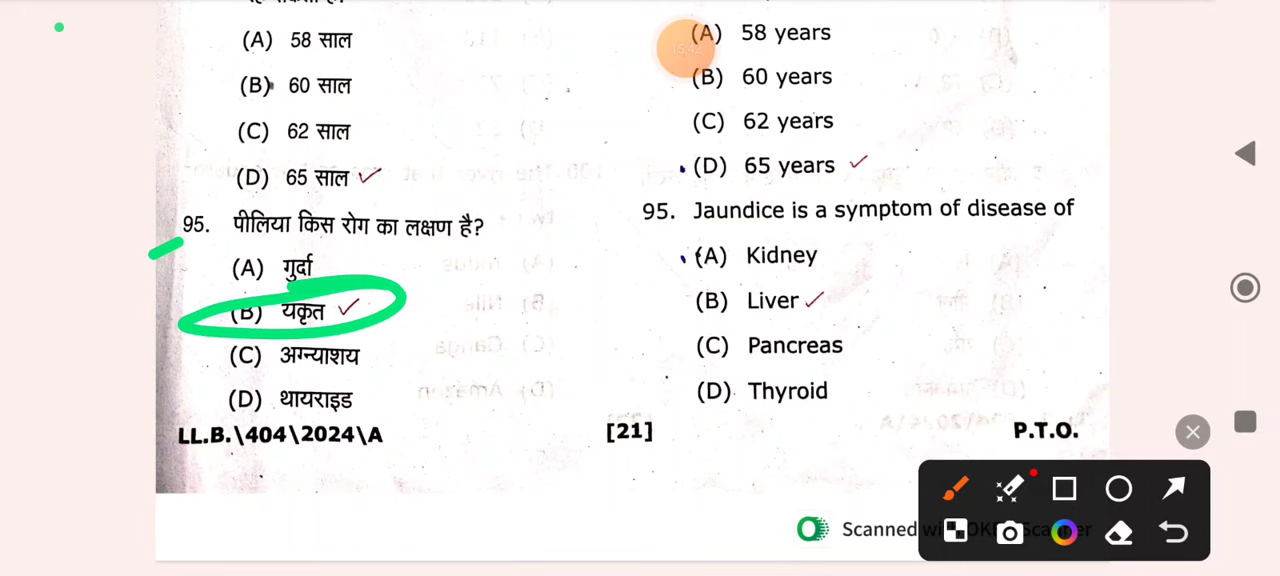 (A) 58 साल
(B) 60 साल
(C) 62 साल
(D) 65 साल
95. पीलिया किस रोग का लक्षण है?
(A) गुर्दा
(B) यकृत
(C) अग्न्याशय
(D) थायराइड
(A) 58 years
(B) 60 years
(C) 62 years
(D) 65 years
95. Jaundice is a symptom of disease of
(A) Kidney
(B) Liver
(C) Pancreas
(D) Thyroid
LL.B.\404\2024\A [21] P.T.O.
Scanned